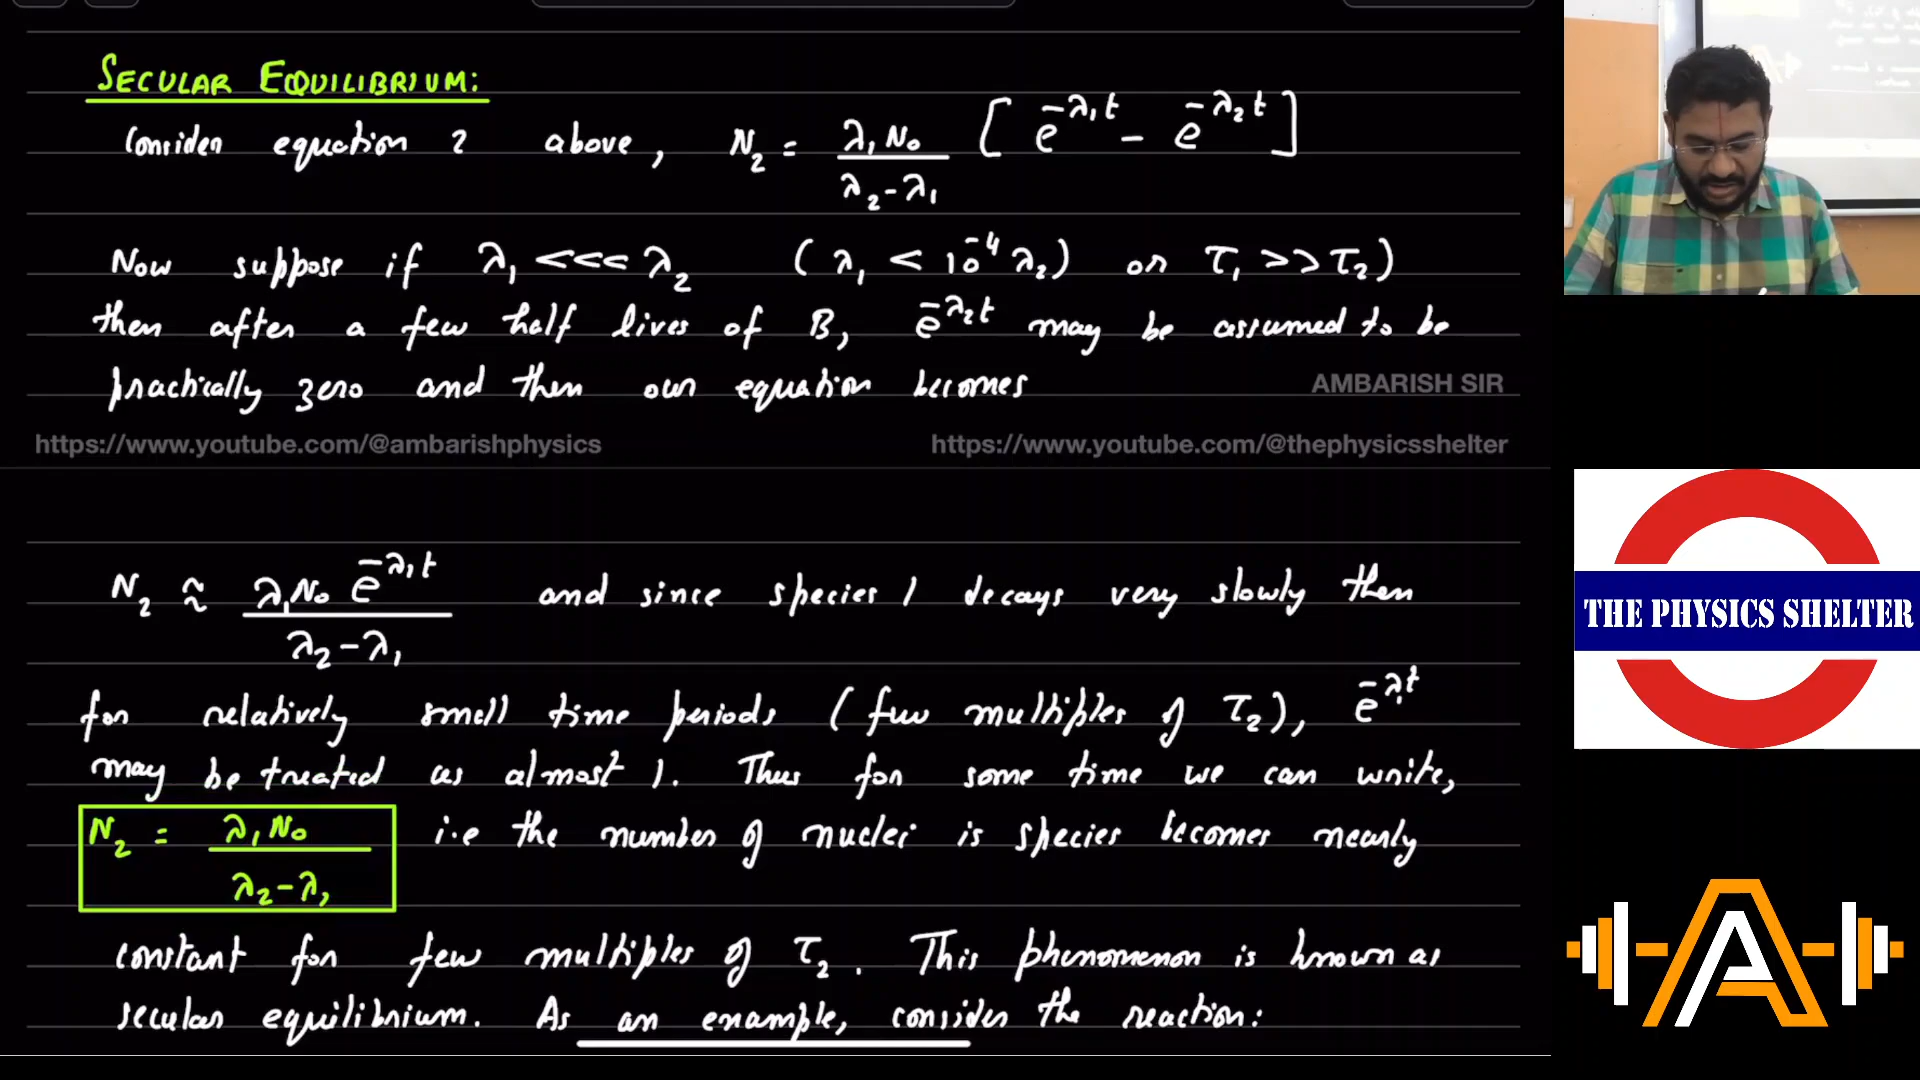 SECULAR EQUILIBRIUM:
Consider equation 2 above, N₂ = λ₁N₀ / λ₂-λ₁ [e^-λ₁t - e^-λ₂t]
Now suppose if λ₁ <<< λ₂ (λ₁ < 10^-4 λ₂) or τ₁ >> τ₂)
then after a few half lives of B, e^-λ₂t may be assumed to be
practically zero and then our equation becomes
AMBARISH SIR
https://www.youtube.com/@ambarishphysics https://www.youtube.com/@thephysicsshelter
N₂ ≈ λ₁N₀ e^-λ₁t / λ₂-λ₁ and since species 1 decays very slowly then
for relatively small time periods (few multiples of τ₂), e^-λ₁t
may be treated as almost 1. Thus for some time we can write,
N₂ = λ₁N₀ / λ₂-λ₁ i.e the number of nuclei is species becomes nearly
constant for few multiples of τ₂. This phenomenon is known as
secular equilibrium. As an example, consider the reaction:
THE PHYSICS SHELTER
A